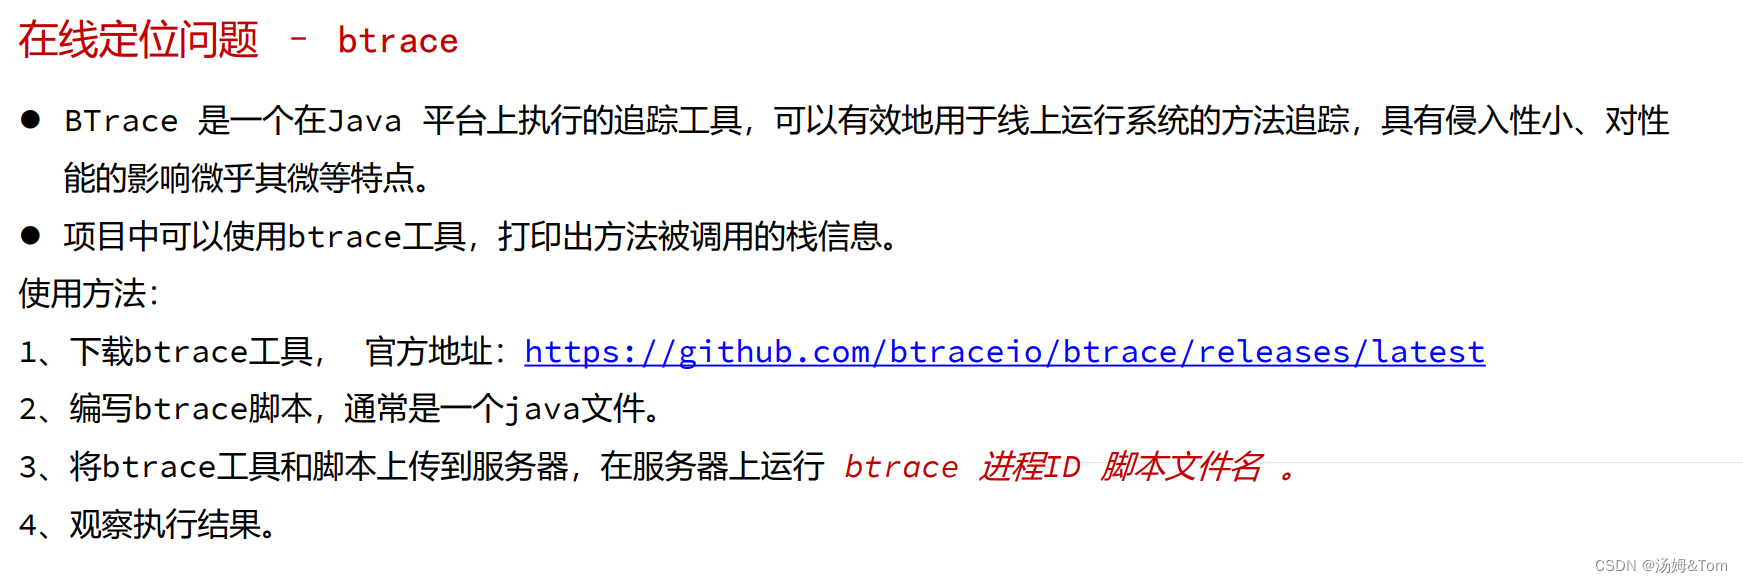 在线定位问题 – btrace
● BTrace 是一个在Java 平台上执行的追踪工具，可以有效地用于线上运行系统的方法追踪，具有侵入性小、对性
能的影响微乎其微等特点。
● 项目中可以使用btrace工具，打印出方法被调用的栈信息。
使用方法：
1、下载btrace工具， 官方地址：https://github.com/btraceio/btrace/releases/latest
2、编写btrace脚本，通常是一个java文件。
3、将btrace工具和脚本上传到服务器，在服务器上运行 btrace 进程ID 脚本文件名 。
4、观察执行结果。
CSDN @汤姆&Tom